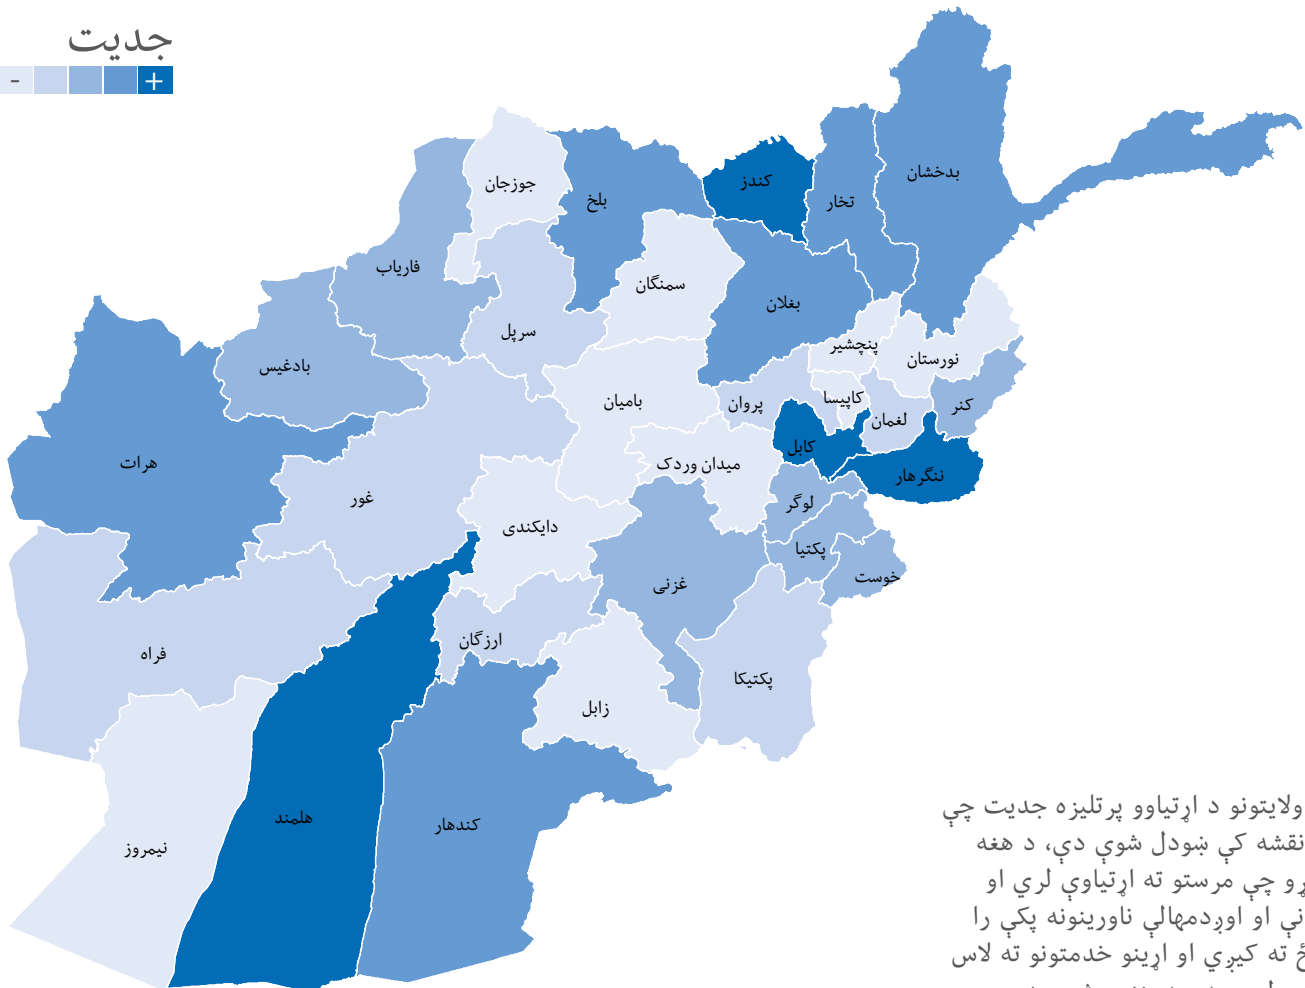 جدیت
- +
بدخشان
کندز
تخار
جوزجان
بلخ
فاریاب
سمنگان
بغلان
سرپل
پنجشیر
نورستان
بادغیس
بامیان
پروان
کاپیسا
لغمان
کنر
هرات
میدان وردک
کابل
ننگرهار
غور
لوگر
دایکندی
پکتیا
خوست
غزنی
ارزگان
فراه
پکتیکا
زابل
هلمند
کندهار
نیمروز
ولایتونو د اړتیاوو پرتلیزه جدیت چې
نقشه کې ښودل شوې دې، د هغه
ړو چې مرستو ته اړتیاوې لري او
نې او اوږدمهالې ناورینونه پکې را
ځ ته کیږي او اړینو خدمتونو ته لاس